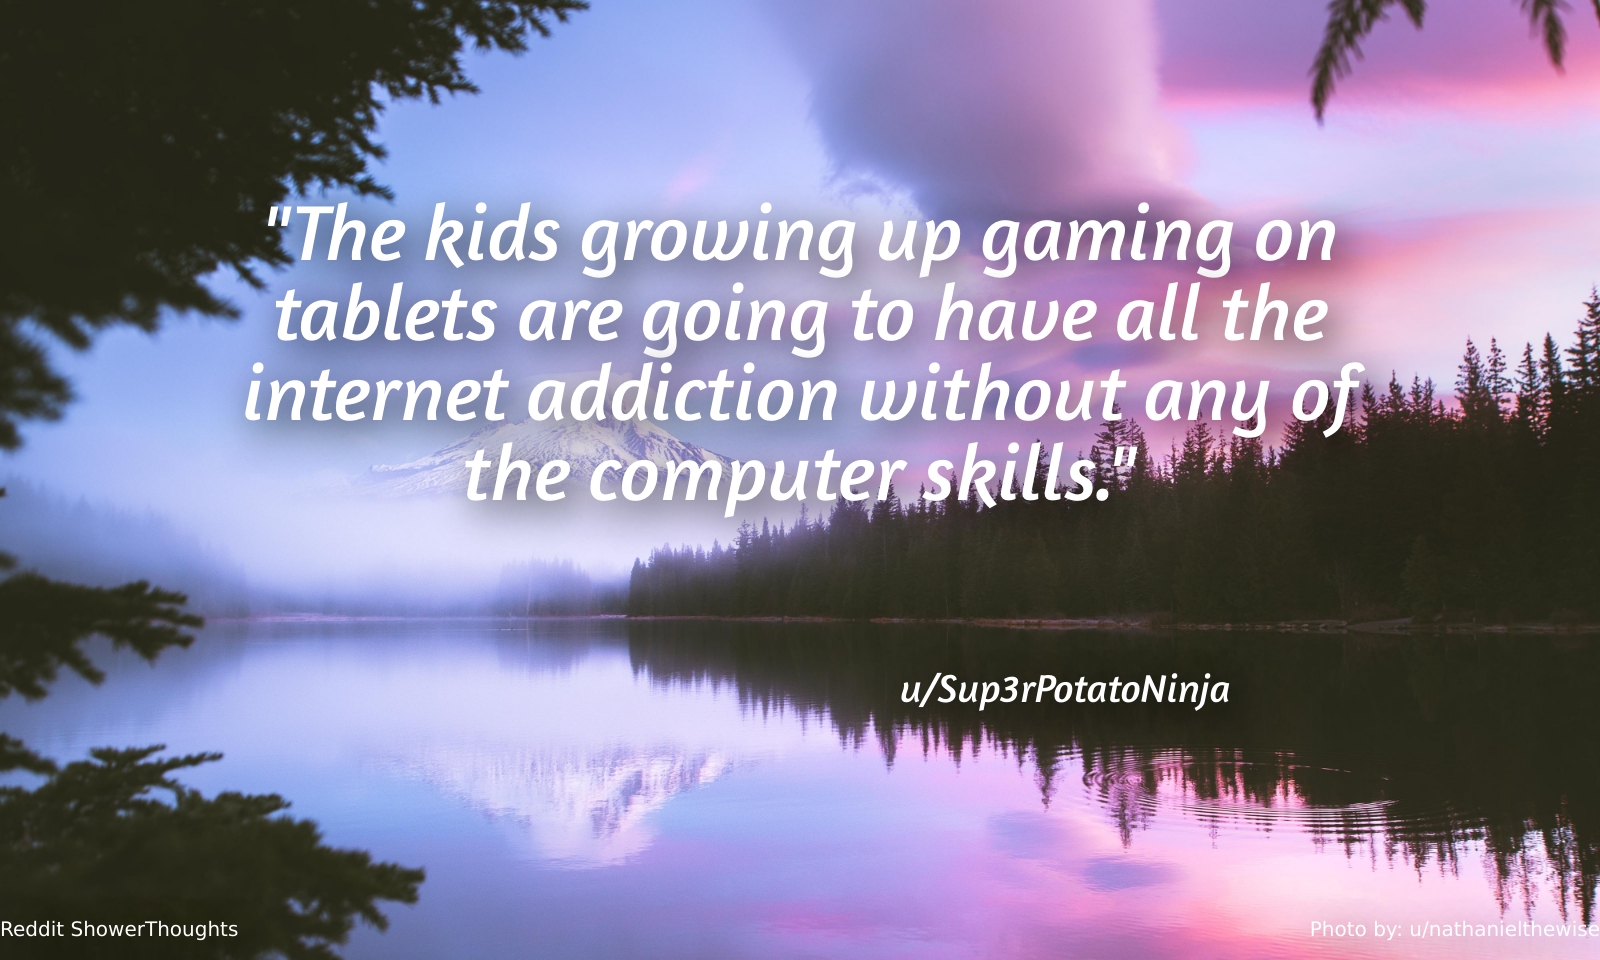 "The kids growing up gaming on
tablets are going to have all the
internet addiction without any of
the computer skills."
u/Sup3rPotatoNinja
Reddit ShowerThoughts
Photo by: u/nathanielthewise